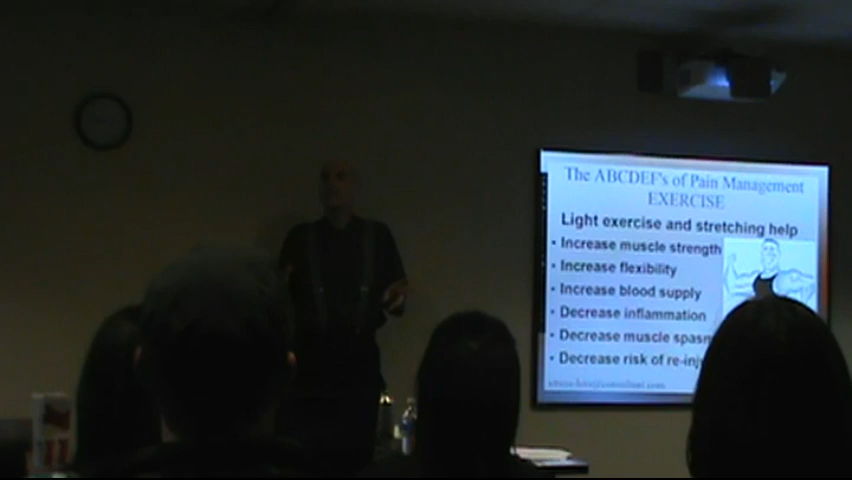 The ABCDEF's of Pain Management
EXERCISE
Light exercise and stretching help
• Increase muscle strength
• Increase flexibility
• Increase blood supply
• Decrease inflammation
• Decrease muscle spasm
• Decrease risk of re-inj